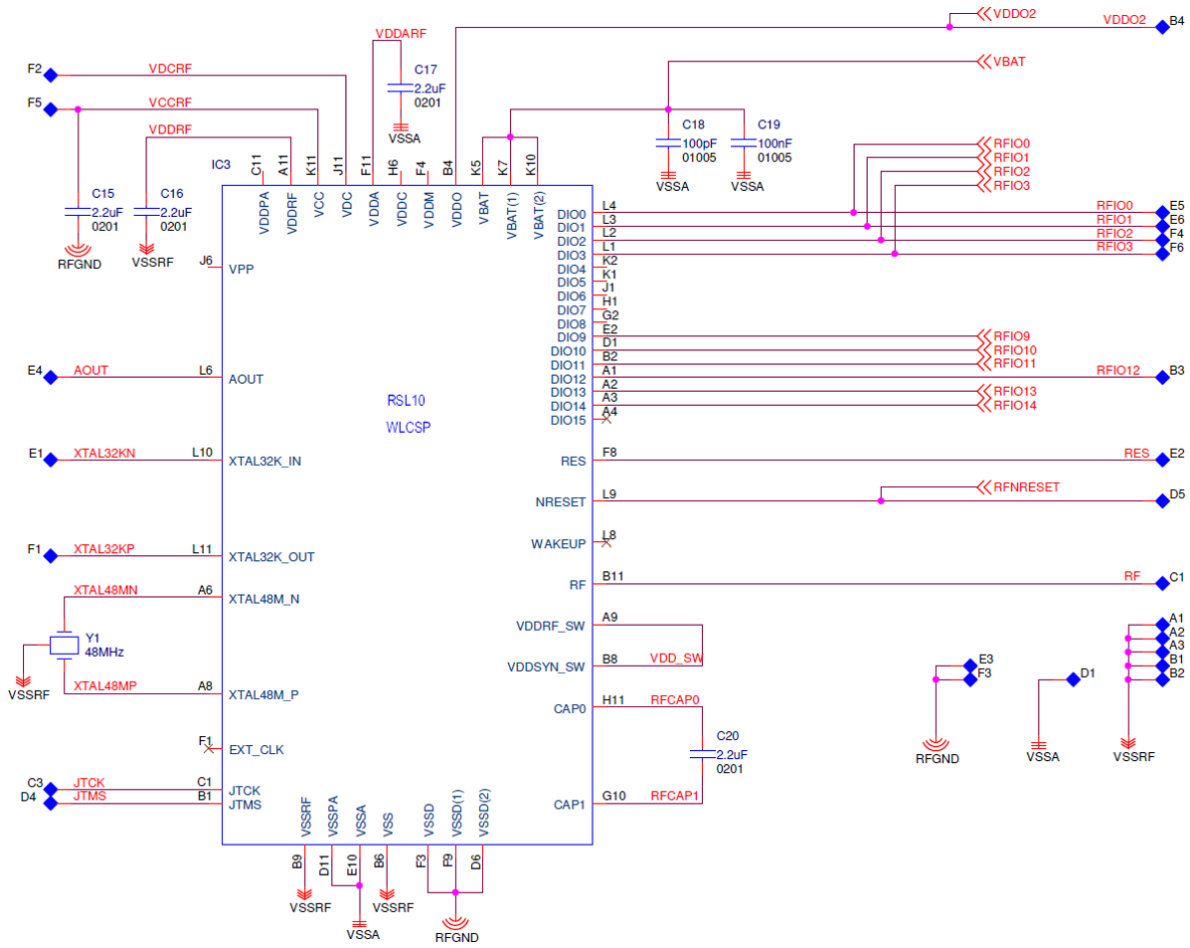 VDDO2
VDDO2 B4
VDDARF
F2 VDCRF
C17
2.2uF
0201
VBAT
F5 VCCRF
VDDRF
VSSA
C18
100pF
01005
C19
100nF
01005
VSSA
VSSA
RFIO0
RFIO1
RFIO2
RFIO3
IC3
C11 A11 K11 J11 F11 H6 F4 B4 K5 K7 K10
VDDPA VDDRF VCC VDC VDDA VDDC VDDM VDDO VBAT VBAT(1) VBAT(2)
C15
2.2uF
0201
C16
2.2uF
0201
RFGND
VSSRF
DIO0 L4 RFIO0 E5
DIO1 L3 RFIO1 E6
DIO2 L2 RFIO2 F4
DIO3 L1 RFIO3 F6
J6 VPP
DIO4 K2
DIO5 K1
DIO6 J1
DIO7 H1
DIO8 G2
DIO9 E2 RFIO9
DIO10 D1 RFIO10
DIO11 B2 RFIO11
E4 AOUT L6 AOUT
DIO12 A1 RFIO12 B3
DIO13 A2 RFIO13
DIO14 A3 RFIO14
DIO15 A4
RSL10
WLCSP
E1 XTAL32KN L10 XTAL32K_IN
RES F8 RES E2
RFNRESET
NRESET L9 D5
WAKEUP L8
F1 XTAL32KP L11 XTAL32K_OUT
RF B11 RF C1
XTAL48MN A6 XTAL48M_N
Y1
48MHz
VSSRF
XTAL48MP A8 XTAL48M_P
VDDRF_SW A9
VDDSYN_SW B8 VDD_SW
A1
A2
A3
B1
B2
E3
F3
D1
RFGND
VSSA
VSSRF
CAP0 H11 RFCAP0
C20
2.2uF
0201
CAP1 G10 RFCAP1
F1 EXT_CLK
C3 JTCK C1 JTCK
D4 JTMS B1 JTMS
VSSRF VSSPA VSSA VSS VSSD VSSD(1) VSSD(2)
B9 D11 E10 B6 F3 F9 D6
VSSRF
VSSA
VSSRF
RFGND